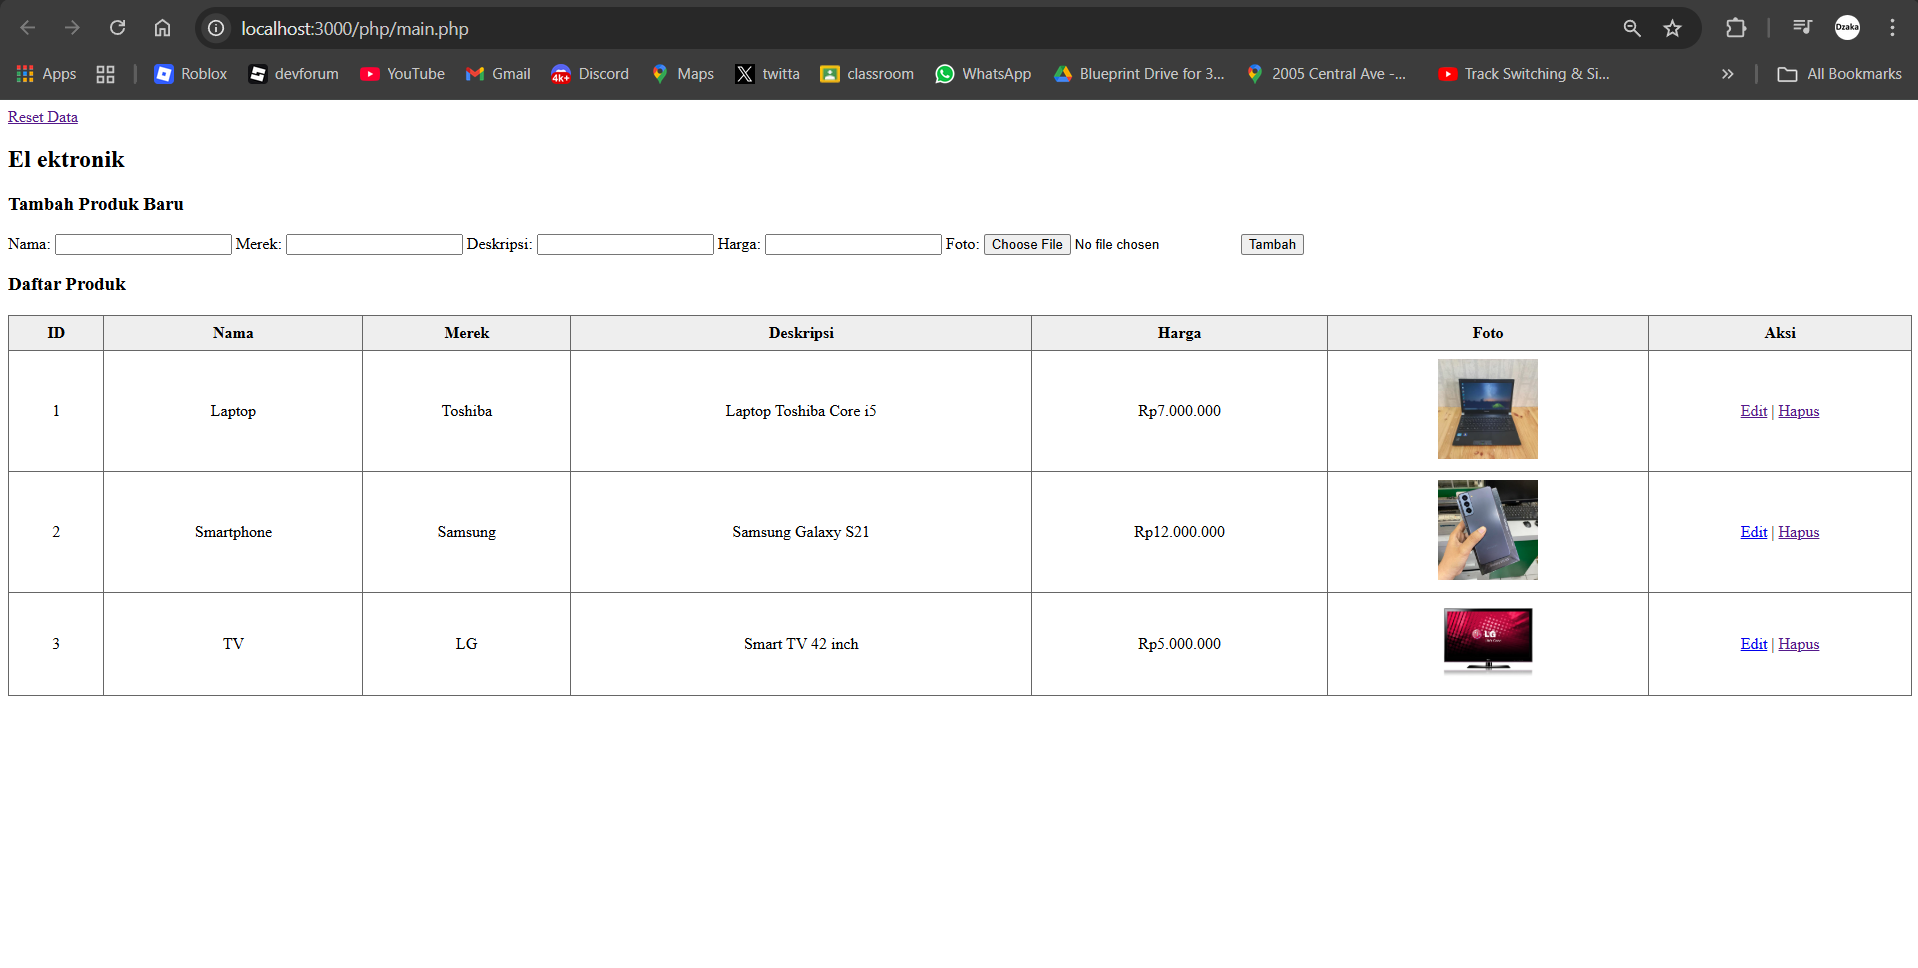 localhost:3000/php/main.php
Dzaka
Apps Roblox devforum YouTube Gmail 4K+ Discord Maps twitta classroom WhatsApp Blueprint Drive for 3... 2005 Central Ave -... Track Switching & Si... » All Bookmarks
Reset Data
El ektronik
Tambah Produk Baru
Nama: Merek: Deskripsi: Harga: Foto: Choose File No file chosen Tambah
Daftar Produk
ID Nama Merek Deskripsi Harga Foto Aksi
1 Laptop Toshiba Laptop Toshiba Core i5 Rp7.000.000 Edit | Hapus
2 Smartphone Samsung Samsung Galaxy S21 Rp12.000.000 Edit | Hapus
3 TV LG Smart TV 42 inch Rp5.000.000 LG Edit | Hapus